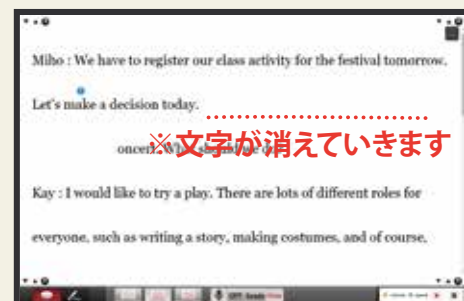 Miho : We have to register our class activity for the festival tomorrow.
Let's make a decision today.
※文字が消えていきます
Kay : I would like to try a play. There are lots of different roles for
everyone, such as writing a story, making costumes, and of course,